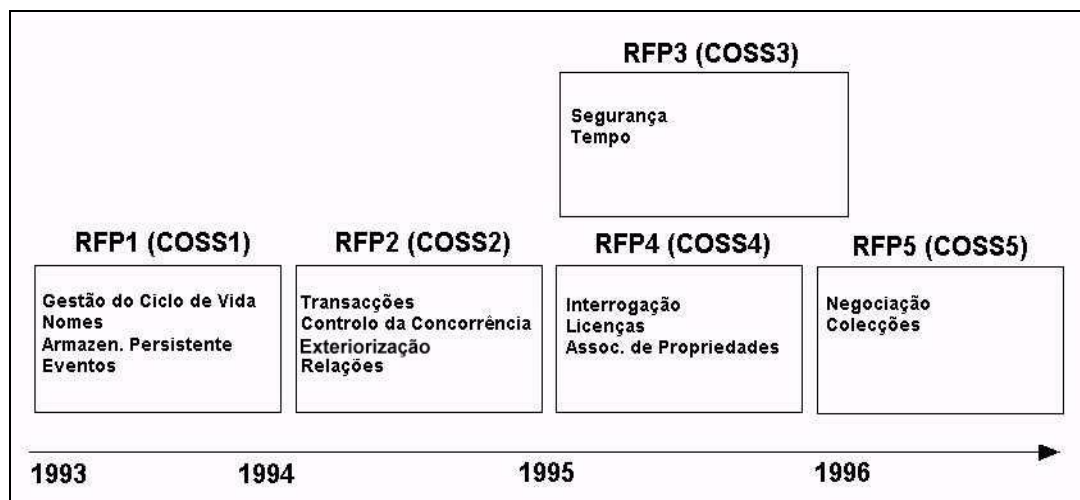 RFP3 (COSS3)
Segurança
Tempo
RFP1 (COSS1)
Gestão do Ciclo de Vida
Nomes
Armazen. Persistente
Eventos
RFP2 (COSS2)
Transacções
Controlo da Concorrência
Exteriorização
Relações
RFP4 (COSS4)
Interrogação
Licenças
Assoc. de Propriedades
RFP5 (COSS5)
Negociação
Colecções
1993 1994 1995 1996